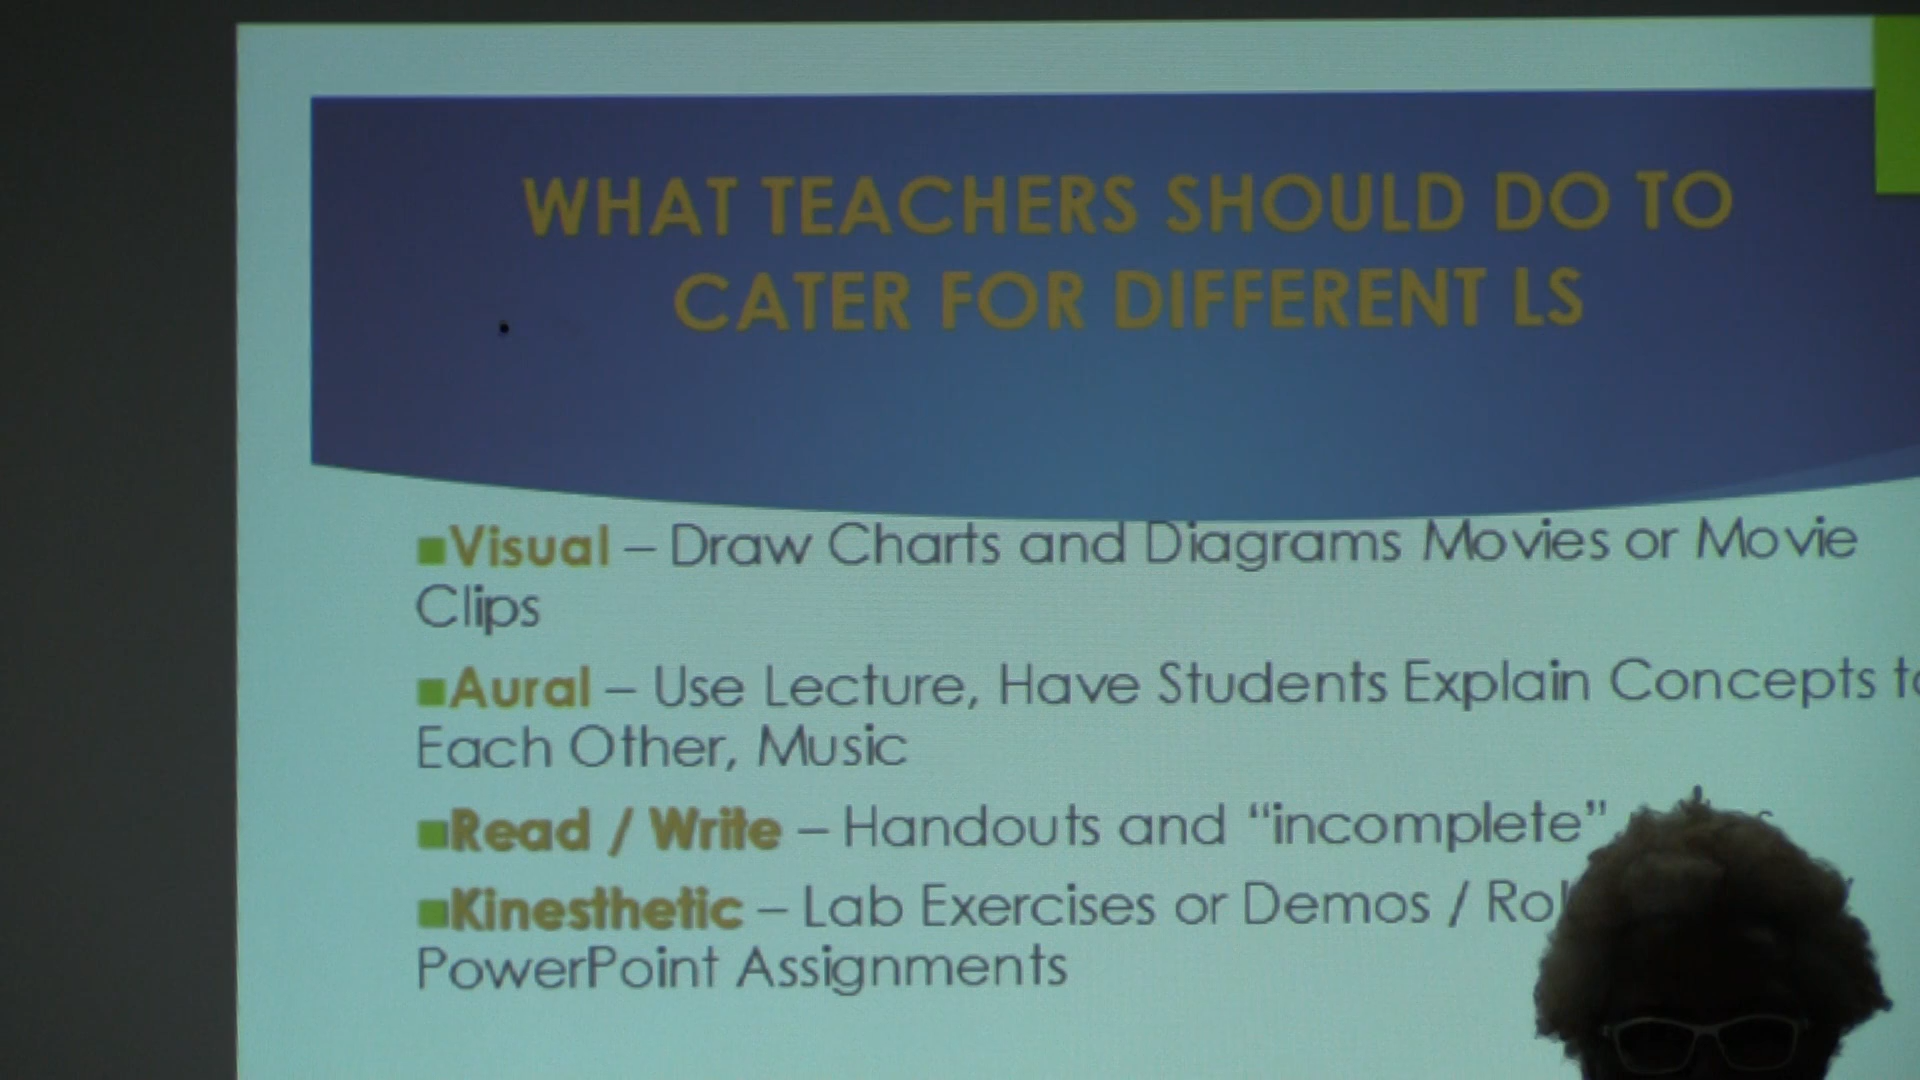 WHAT TEACHERS SHOULD DO TO
CATER FOR DIFFERENT LS
Visual – Draw Charts and Diagrams Movies or Movie
Clips
Aural – Use Lecture, Have Students Explain Concepts to
Each Other, Music
Read / Write – Handouts and “incomplete”
Kinesthetic – Lab Exercises or Demos /
PowerPoint Assignments